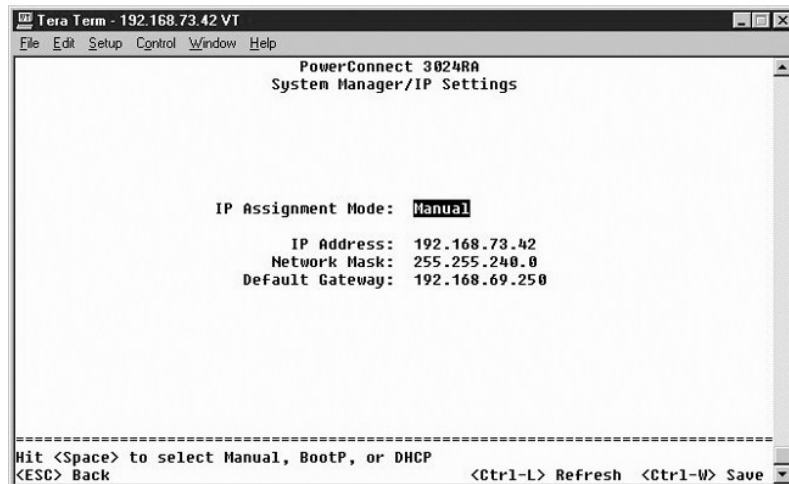 Tera Term - 192.168.73.42 VT
File Edit Setup Control Window Help
PowerConnect 3024RA
System Manager/IP Settings
IP Assignment Mode: Manual
IP Address: 192.168.73.42
Network Mask: 255.255.240.0
Default Gateway: 192.168.69.250
================================================================================
Hit <Space> to select Manual, BootP, or DHCP
<ESC> Back <Ctrl-L> Refresh <Ctrl-W> Save